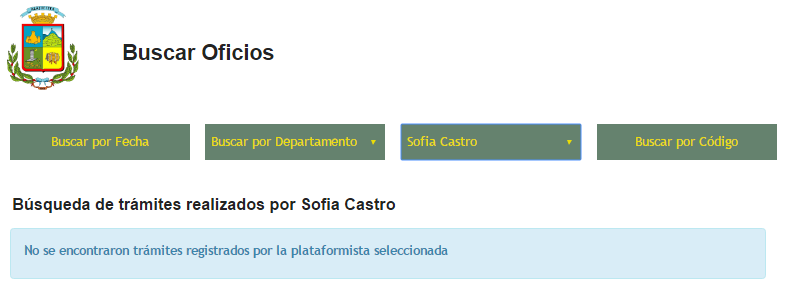 Buscar Oficios
Buscar por Fecha
Buscar por Departamento
Sofia Castro
Buscar por Código
Búsqueda de trámites realizados por Sofia Castro
No se encontraron trámites registrados por la plataformista seleccionada